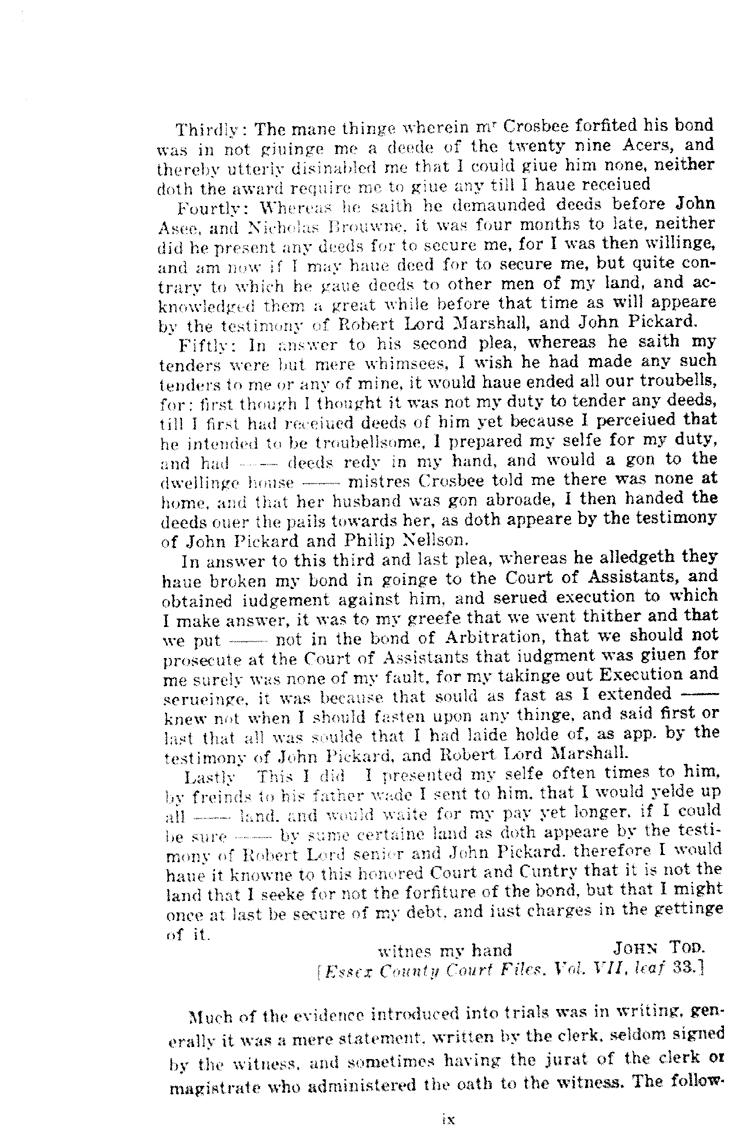 Thirdly: The mane thinge wherein mr Crosbee forfited his bond
was in not giuinge me a deede of the twenty nine Acers, and
thereby utterly disinabled me that I could giue him none, neither
doth the award require me to giue any till I haue receiued
Fourtly: Whereas he saith he demaunded deeds before John
Asee, and Nicholas Brouwne, it was four months to late, neither
did he present any deeds for to secure me, for I was then willinge,
and am now if I may haue deed for to secure me, but quite con-
trary to which he gaue deeds to other men of my land, and ac-
knowledged them a great while before that time as will appeare
by the testimony of Robert Lord Marshall, and John Pickard.
Fiftly: In answer to his second plea, whereas he saith my
tenders were but mere whimsees, I wish he had made any such
tenders to me or any of mine, it would haue ended all our troubells,
for: first though I thought it was not my duty to tender any deeds,
till I first had receiued deeds of him yet because I perceiued that
he intended to be troubellsome, I prepared my selfe for my duty,
and had —— deeds redy in my hand, and would a gon to the
dwellinge house —— mistres Crosbee told me there was none at
home, and that her husband was gon abroade, I then handed the
deeds ouer the pails towards her, as doth appeare by the testimony
of John Pickard and Philip Nellson.
In answer to this third and last plea, whereas he alledgeth they
haue broken my bond in goinge to the Court of Assistants, and
obtained iudgement against him, and serued execution to which
I make answer, it was to my greefe that we went thither and that
we put —— not in the bond of Arbitration, that we should not
prosecute at the Court of Assistants that iudgment was giuen for
me surely was none of my fault, for my takinge out Execution and
serueinge, it was because that sould as fast as I extended ——
knew not when I should fasten upon any thinge, and said first or
last that all was soulde that I had laide holde of, as app. by the
testimony of John Pickard, and Robert Lord Marshall.
Lastly This I did I presented my selfe often times to him,
by freinds to his father wade I sent to him, that I would yelde up
all —— land, and would waite for my pay yet longer, if I could
be sure —— by sume certaine land as doth appeare by the testi-
mony of Robert Lord senior and John Pickard. therefore I would
haue it knowne to this honored Court and Cuntry that it is not the
land that I seeke for not the forfiture of the bond, but that I might
once at last be secure of my debt, and iust charges in the gettinge
of it.
witnes my hand JOHN TOD.
[Essex County Court Files, Vol. VII, leaf 33.]
Much of the evidence introduced into trials was in writing, gen-
erally it was a mere statement, written by the clerk, seldom signed
by the witness, and sometimes having the jurat of the clerk or
magistrate who administered the oath to the witness. The follow-
ix